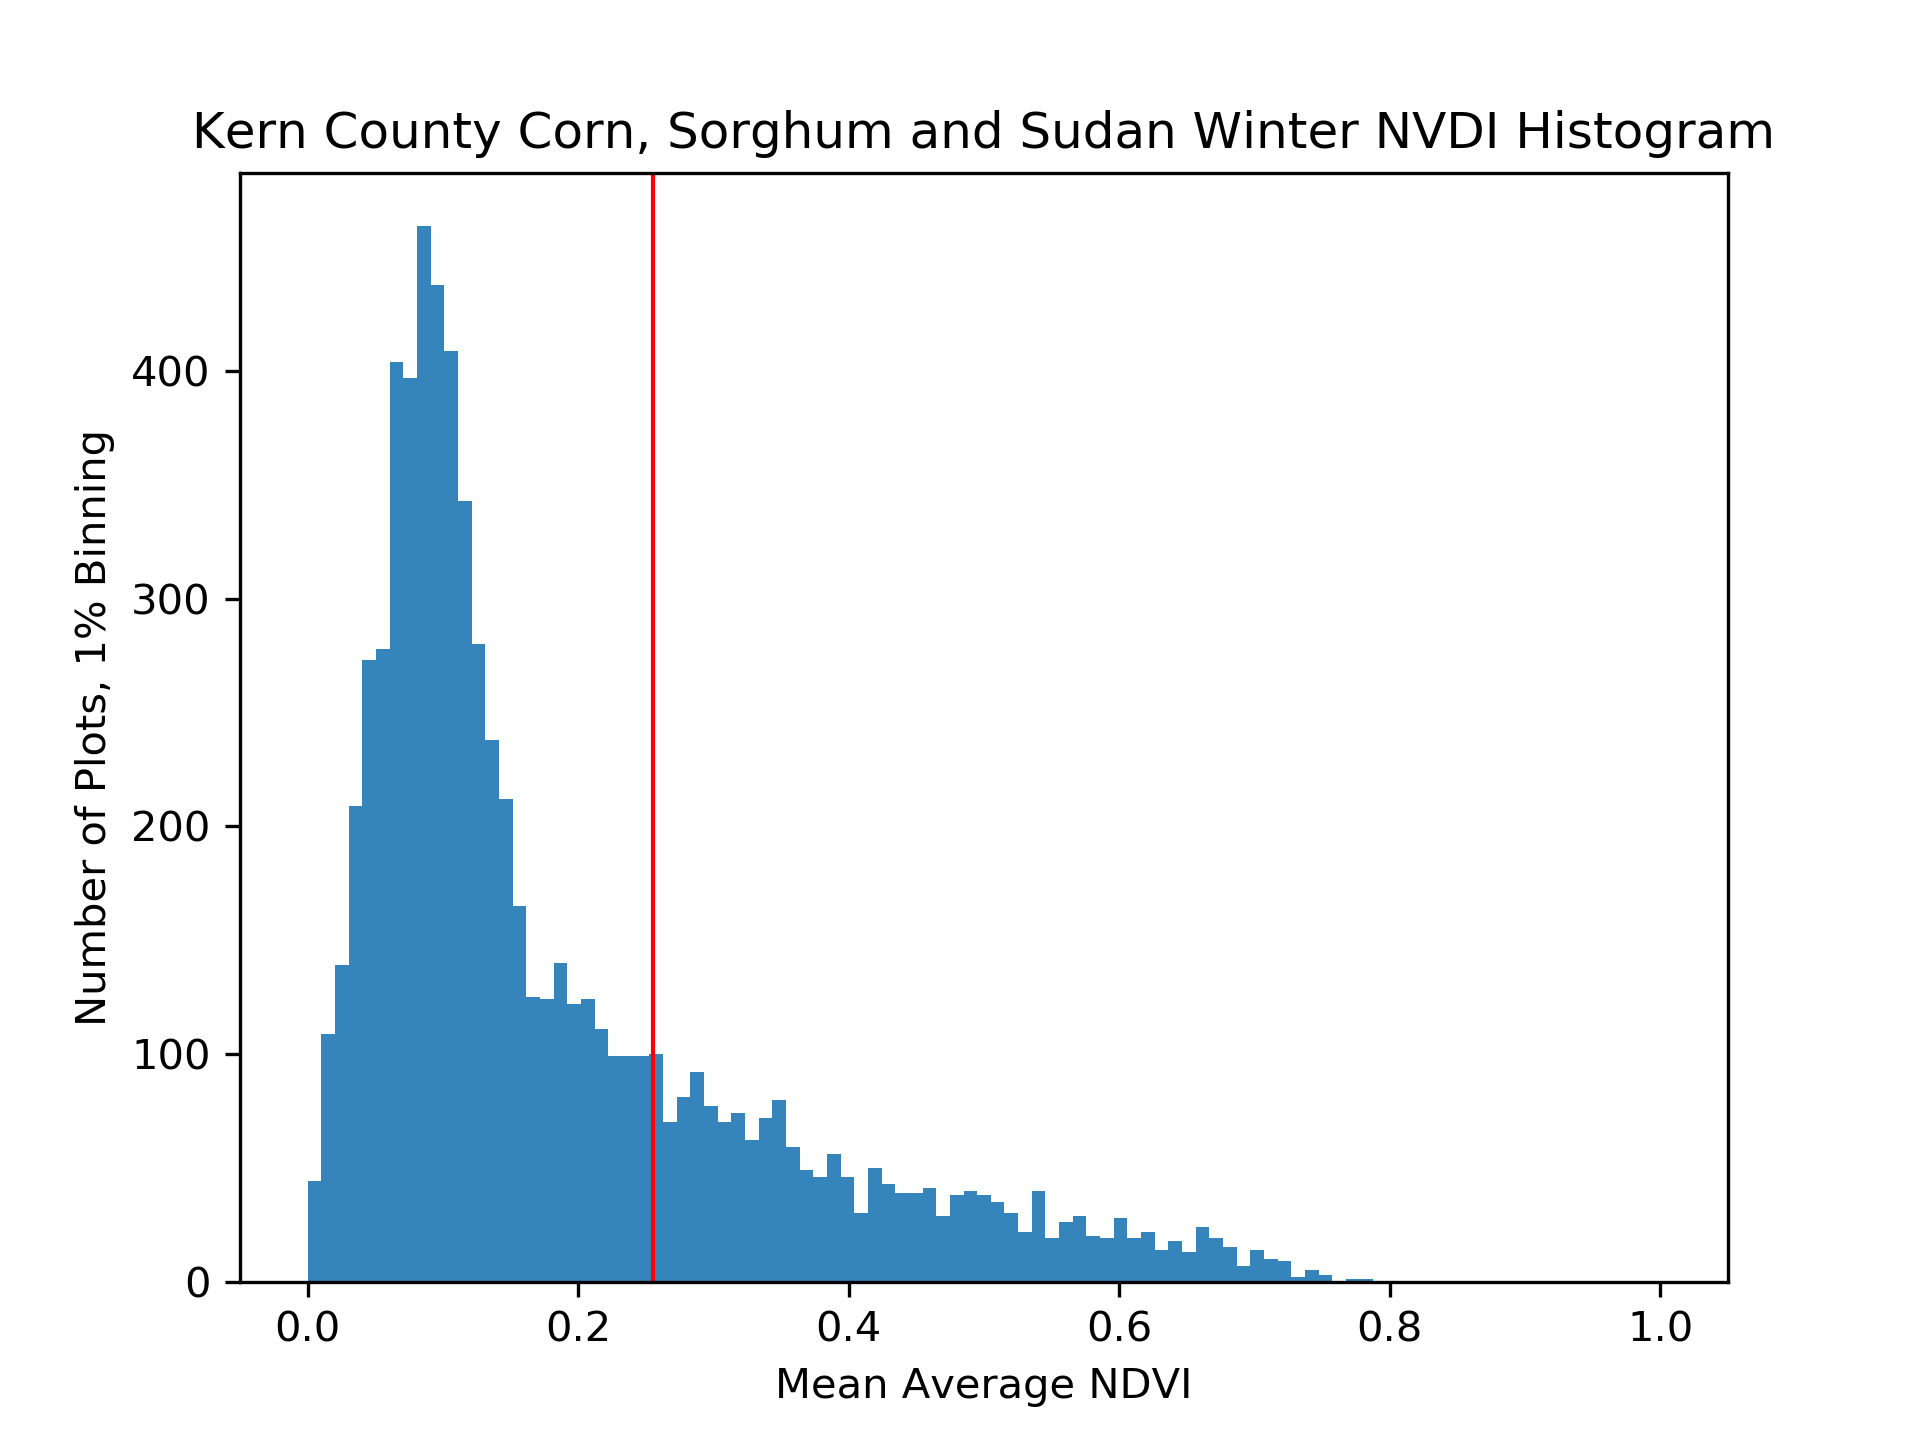 Kern County Corn, Sorghum and Sudan Winter NVDI Histogram
Number of Plots, 1% Binning
400
300
200
100
0
0.0 0.2 0.4 0.6 0.8 1.0
Mean Average NDVI